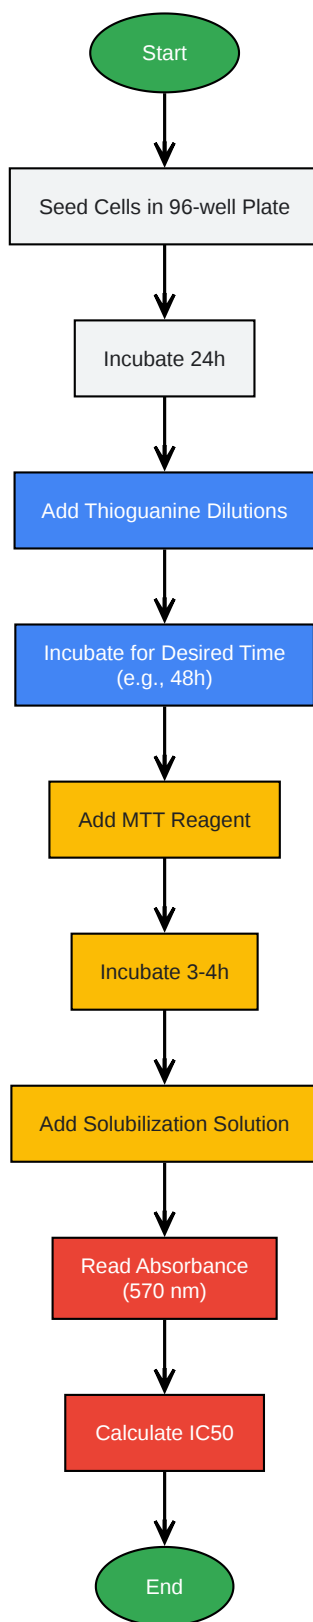 Start
Seed Cells in 96-well Plate
Incubate 24h
Add Thioguanine Dilutions
Incubate for Desired Time
(e.g., 48h)
Add MTT Reagent
Incubate 3-4h
Add Solubilization Solution
Read Absorbance
(570 nm)
Calculate IC50
End